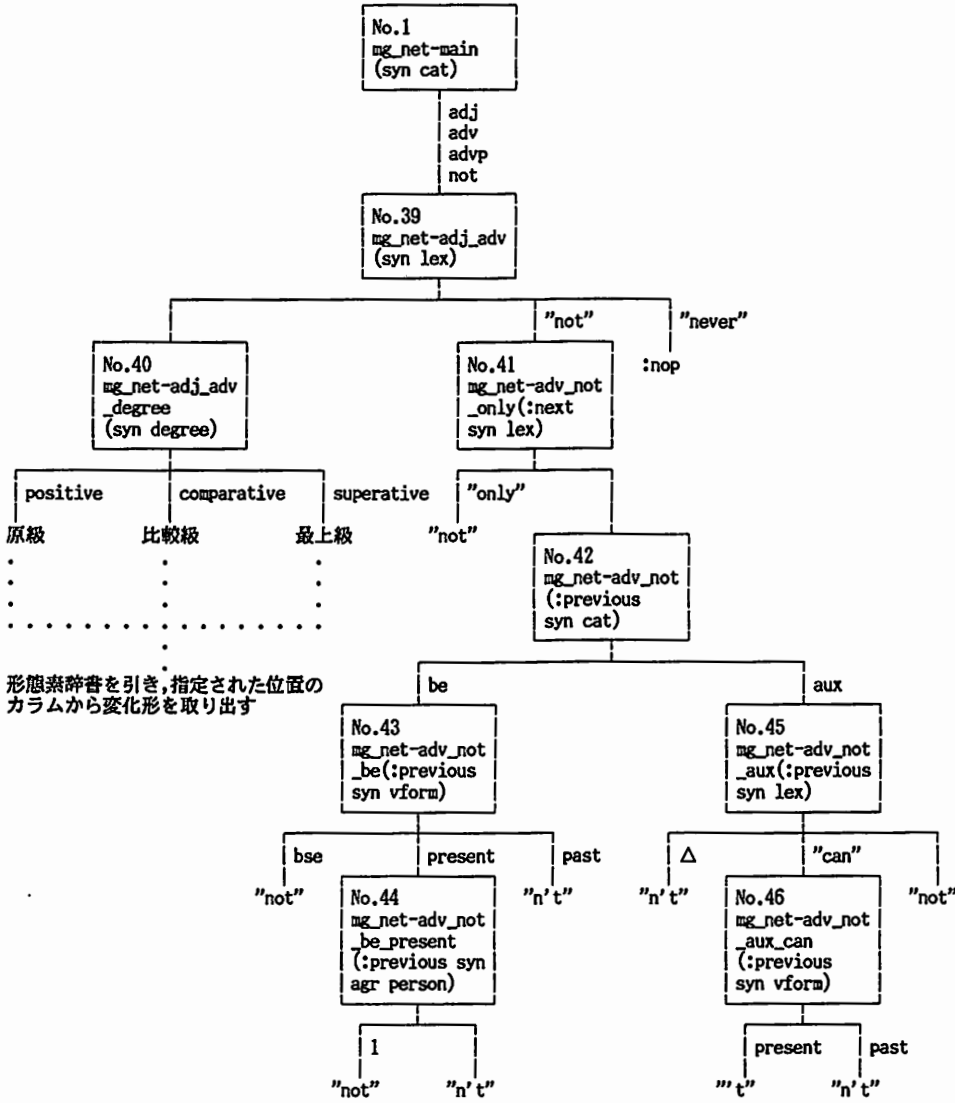 No.1
mg_net-main
(syn cat)
adj
adv
advp
not
No.39
mg_net-adj_adv
(syn lex)
"not"
"never"
No.40
mg_net-adj_adv
_degree
(syn degree)
No.41
mg_net-adv_not
_only(:next
syn lex)
:nop
positive
comparative
superative
"only"
原級
比較級
最上級
"not"
No.42
mg_net-adv_not
(:previous
syn cat)
形態素辞書を引き,指定された位置の
カラムから変化形を取り出す
be
aux
No.43
mg_net-adv_not
_be(:previous
syn vform)
No.45
mg_net-adv_not
_aux(:previous
syn lex)
bse
present
past
△
"can"
"not"
"n't"
"n't"
"not"
No.44
mg_net-adv_not
_be_present
(:previous syn
agr person)
No.46
mg_net-adv_not
_aux_can
(:previous
syn vform)
1
present
past
"not"
"n't"
"'t"
"n't"